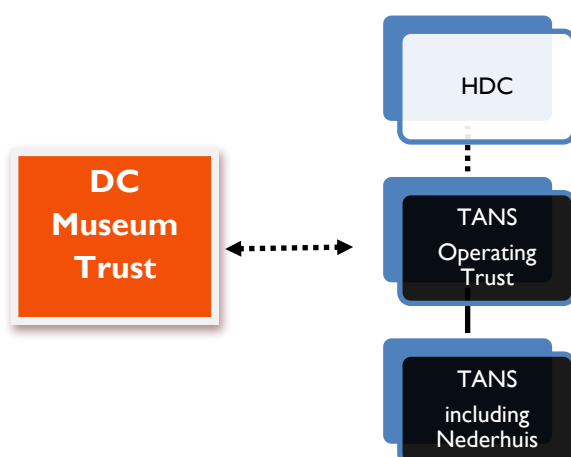 HDC
DC
Museum
Trust
TANS
Operating
Trust
TANS
including
Nederhuis